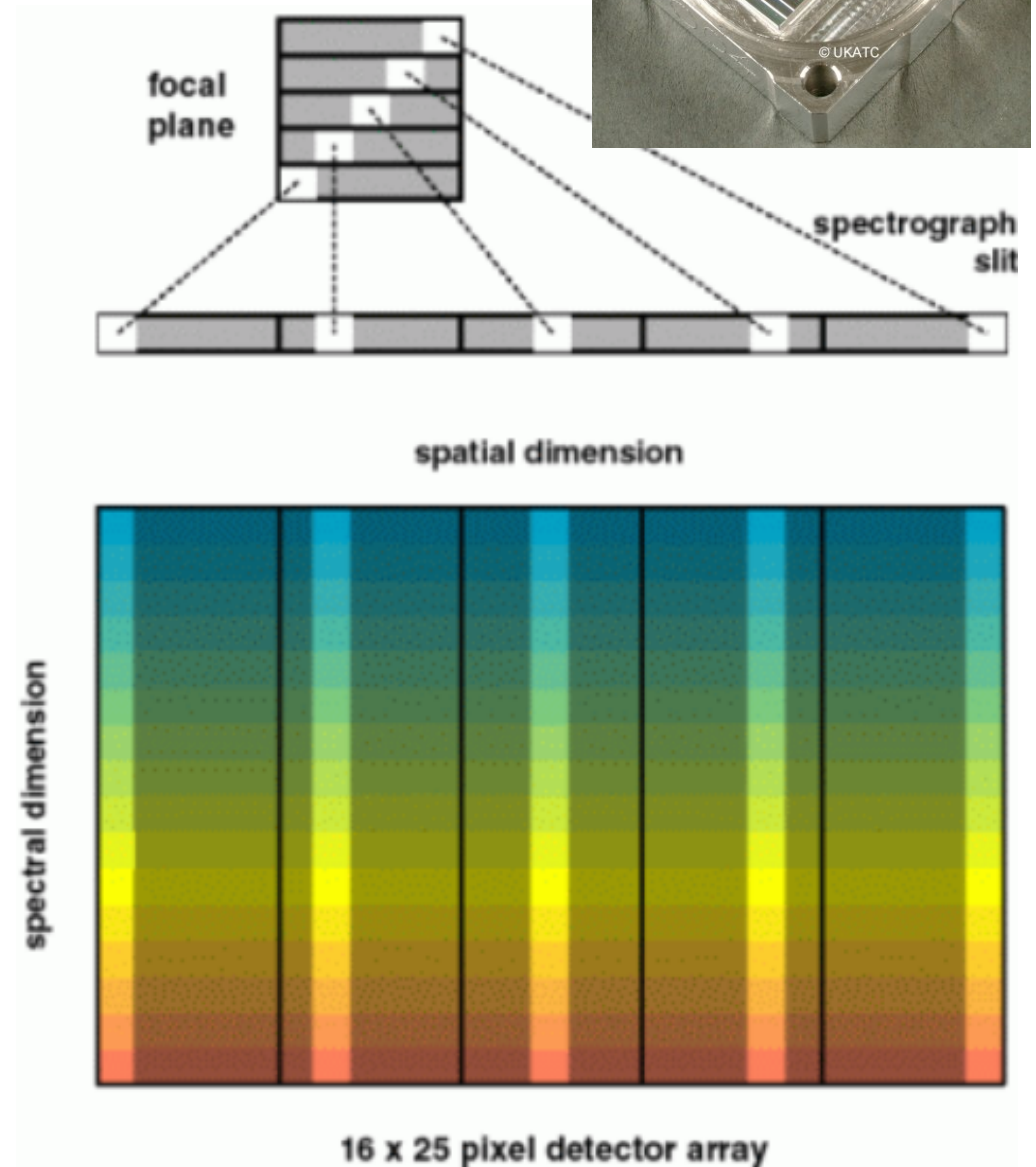 © UKATC
focal
plane
spectrograph
slit
spatial dimension
spectral dimension
16 x 25 pixel detector array